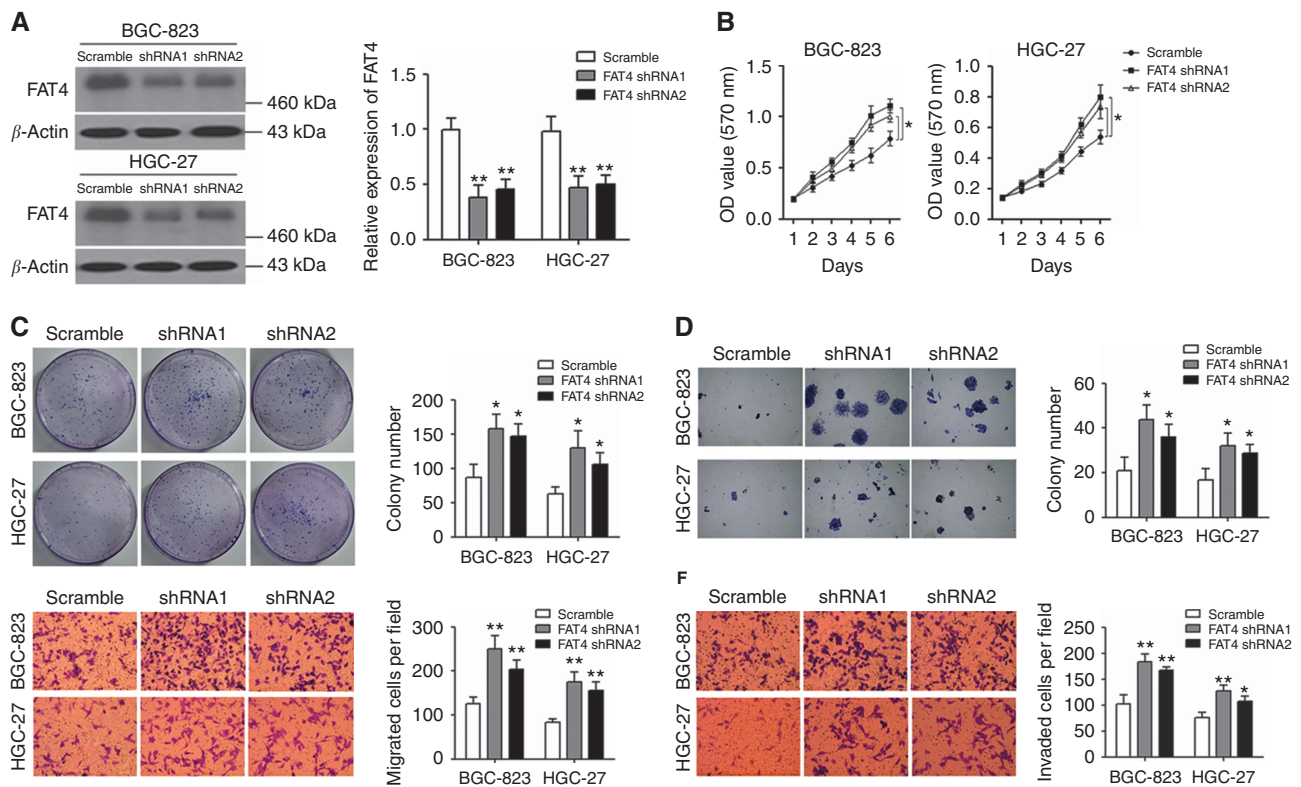 A
BGC-823
Scramble shRNA1 shRNA2
FAT4
460 kDa
β-Actin
43 kDa
HGC-27
Scramble shRNA1 shRNA2
FAT4
460 kDa
β-Actin
43 kDa
Relative expression of FAT4
1.5
1.0
0.5
0.0
Scramble
FAT4 shRNA1
FAT4 shRNA2
** ** ** **
BGC-823 HGC-27
B
BGC-823
OD value (570 nm)
1.5
1.0
0.5
0.0
*
1 2 3 4 5 6
Days
HGC-27
OD value (570 nm)
1.0
0.8
0.6
0.4
0.2
0.0
*
1 2 3 4 5 6
Days
Scramble
FAT4 shRNA1
FAT4 shRNA2
C
Scramble shRNA1 shRNA2
BGC-823
HGC-27
Colony number
200
150
100
50
0
Scramble
FAT4 shRNA1
FAT4 shRNA2
* * * *
BGC-823 HGC-27
D
Scramble shRNA1 shRNA2
BGC-823
HGC-27
Colony number
60
40
20
0
Scramble
FAT4 shRNA1
FAT4 shRNA2
* * * *
BGC-823 HGC-27
Scramble shRNA1 shRNA2
BGC-823
HGC-27
Migrated cells per field
300
200
100
0
Scramble
FAT4 shRNA1
FAT4 shRNA2
** ** ** **
BGC-823 HGC-27
F
Scramble shRNA1 shRNA2
BGC-823
HGC-27
Invaded cells per field
250
200
150
100
50
0
Scramble
FAT4 shRNA1
FAT4 shRNA2
** ** ** *
BGC-823 HGC-27